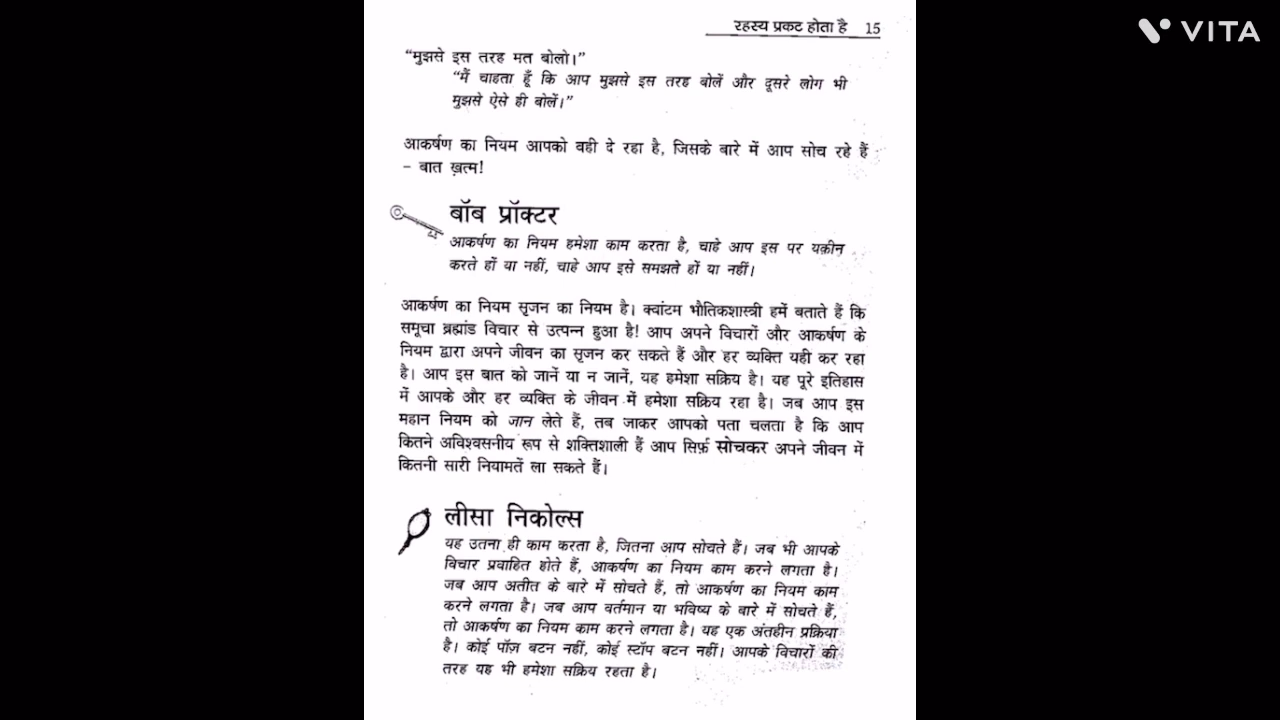 रहस्य प्रकट होता है 15
VITA
“मुझसे इस तरह मत बोलो।”
“मैं चाहता हूँ कि आप मुझसे इस तरह बोलें और दूसरे लोग भी
मुझसे ऐसे ही बोलें।”
आकर्षण का नियम आपको वही दे रहा है, जिसके बारे में आप सोच रहे हैं
– बात ख़त्म!
बॉब प्रॉक्टर
आकर्षण का नियम हमेशा काम करता है, चाहे आप इस पर यक़ीन
करते हों या नहीं, चाहे आप इसे समझते हों या नहीं।
आकर्षण का नियम सृजन का नियम है। क्वांटम भौतिकशास्त्री हमें बताते हैं कि
समूचा ब्रह्मांड विचार से उत्पन्न हुआ है! आप अपने विचारों और आकर्षण के
नियम द्वारा अपने जीवन का सृजन कर सकते हैं और हर व्यक्ति यही कर रहा
है। आप इस बात को जानें या न जानें, यह हमेशा सक्रिय है। यह पूरे इतिहास
में आपके और हर व्यक्ति के जीवन में हमेशा सक्रिय रहा है। जब आप इस
महान नियम को जान लेते हैं, तब जाकर आपको पता चलता है कि आप
कितने अविश्वसनीय रूप से शक्तिशाली हैं आप सिर्फ़ सोचकर अपने जीवन में
कितनी सारी नियामतें ला सकते हैं।
लीसा निकोल्स
यह उतना ही काम करता है, जितना आप सोचते हैं। जब भी आपके
विचार प्रवाहित होते हैं, आकर्षण का नियम काम करने लगता है।
जब आप अतीत के बारे में सोचते हैं, तो आकर्षण का नियम काम
करने लगता है। जब आप वर्तमान या भविष्य के बारे में सोचते हैं,
तो आकर्षण का नियम काम करने लगता है। यह एक अंतहीन प्रक्रिया
है। कोई पॉज़ बटन नहीं, कोई स्टॉप बटन नहीं। आपके विचारों की
तरह यह भी हमेशा सक्रिय रहता है।